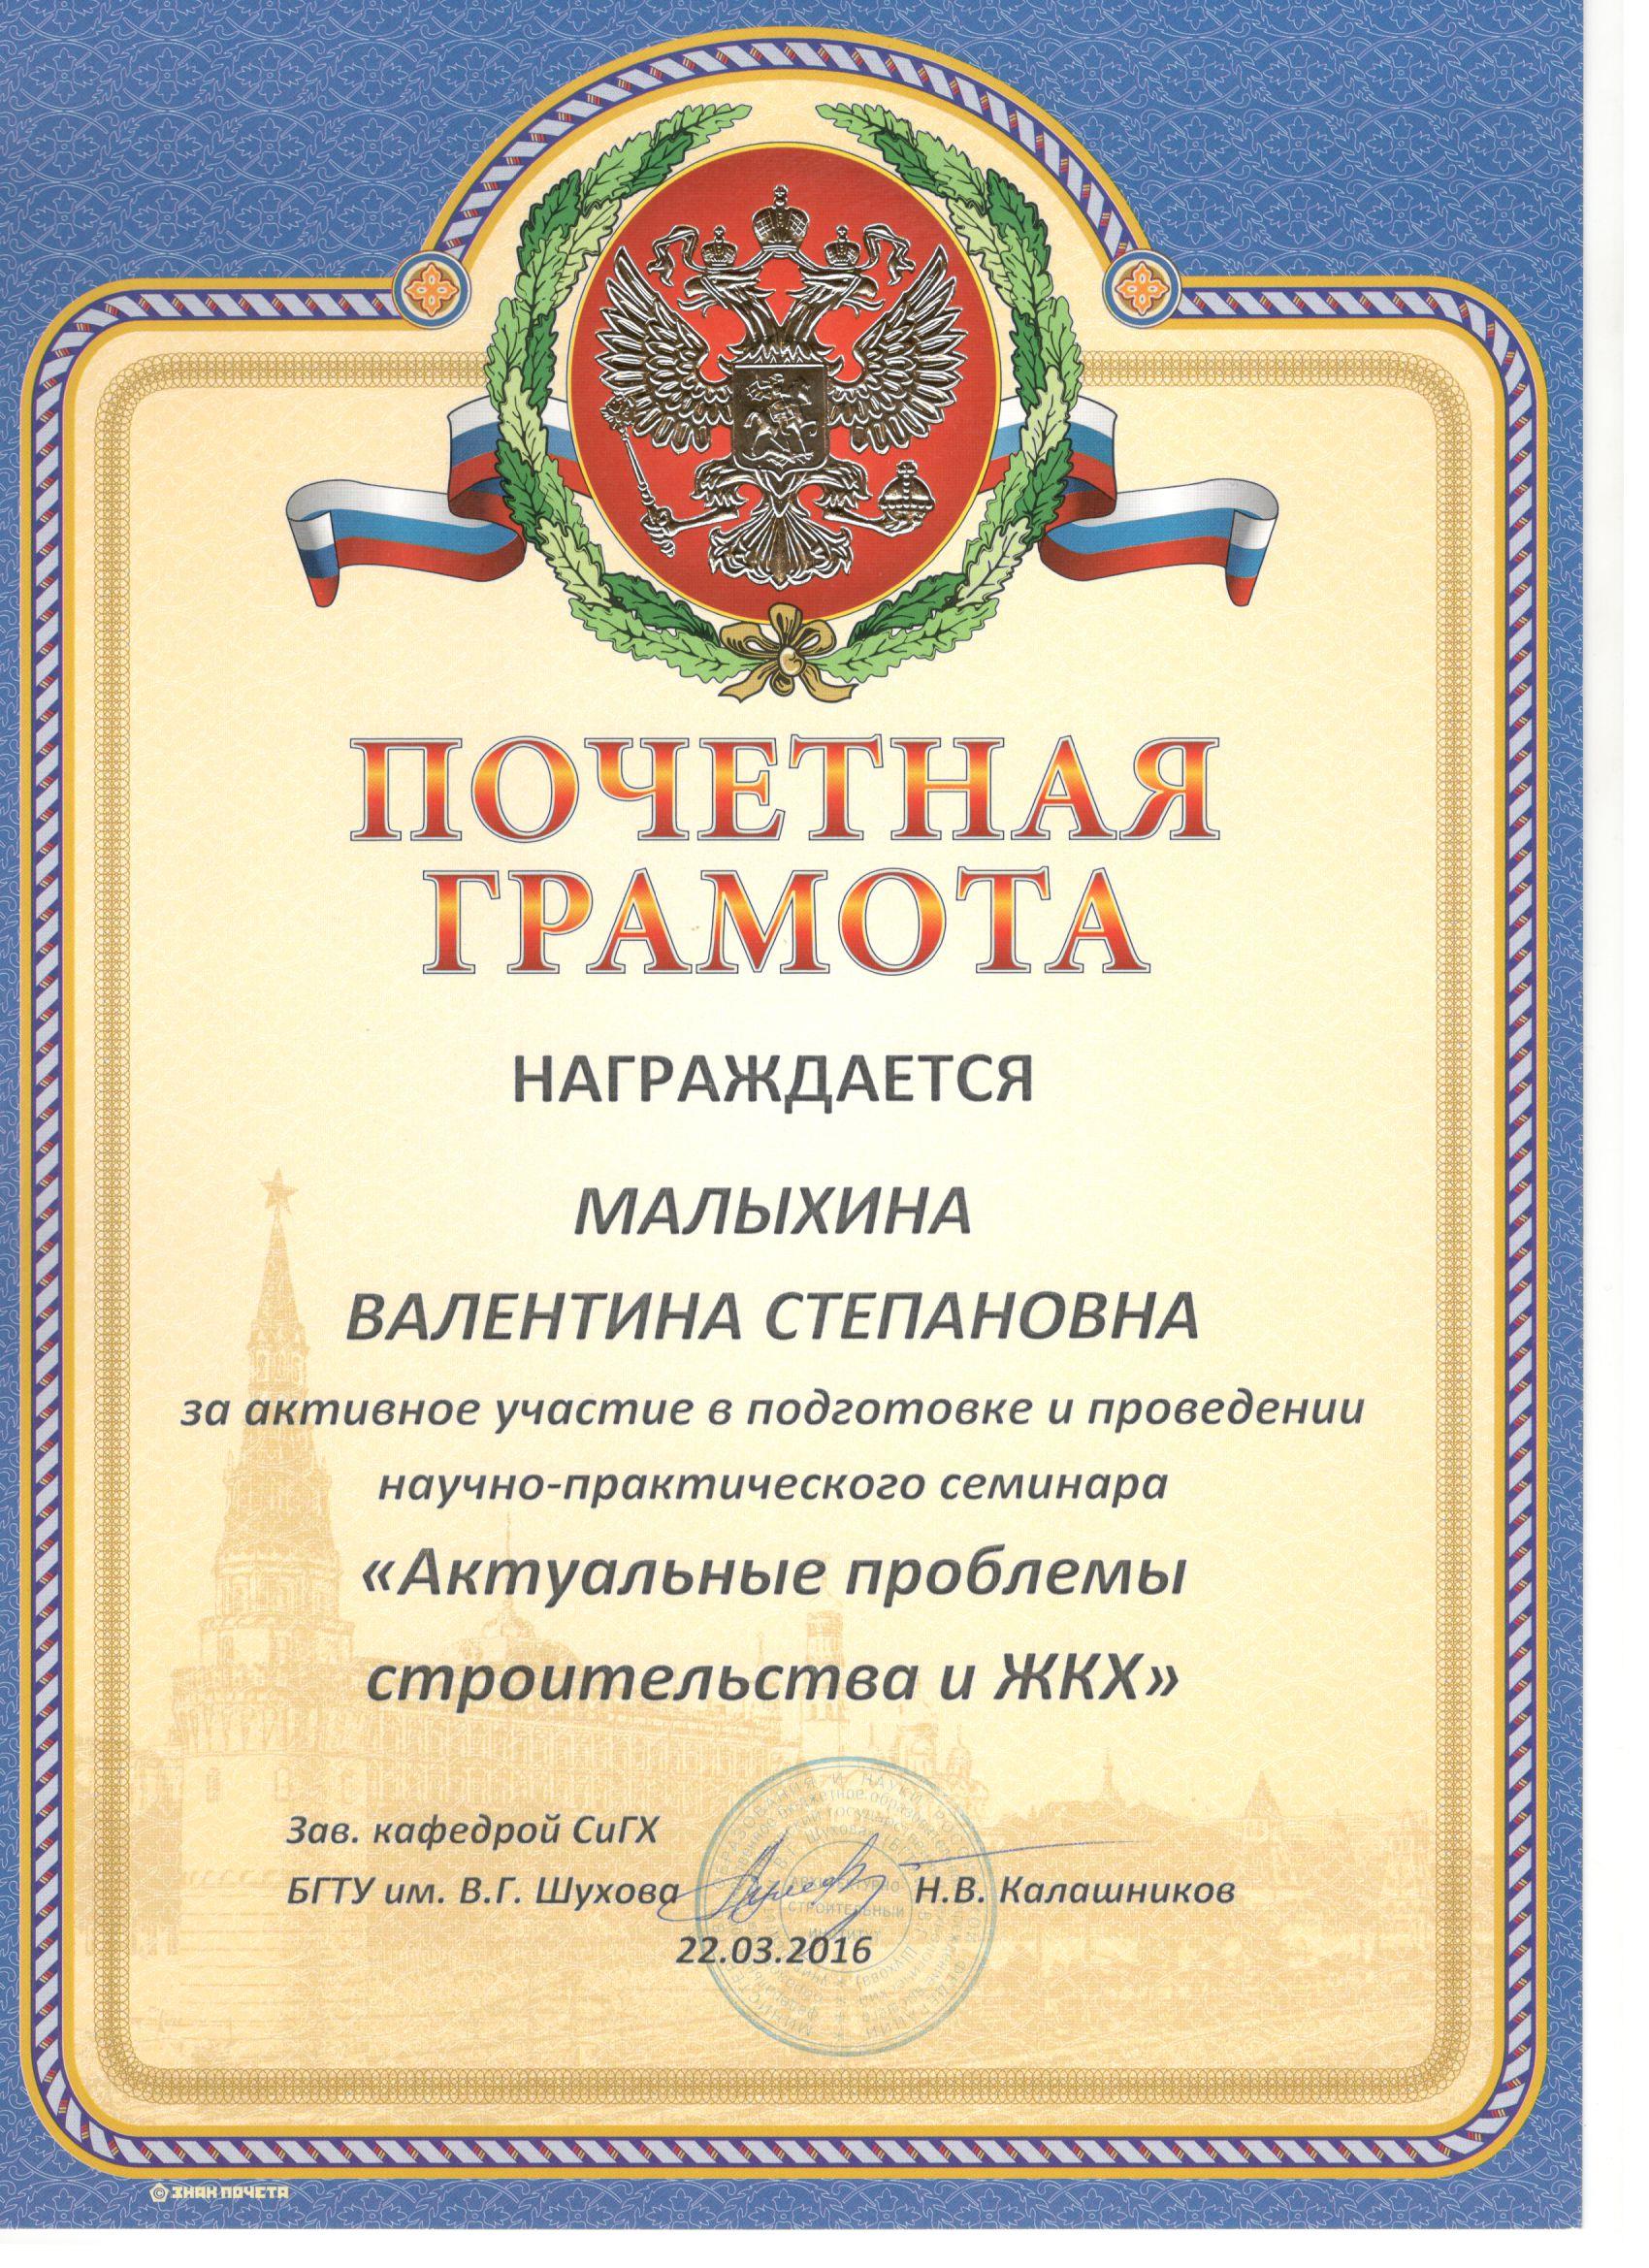 ПОЧЕТНАЯ
ГРАМОТА
НАГРАЖДАЕТСЯ
МАЛЫХИНА
ВАЛЕНТИНА СТЕПАНОВНА
за активное участие в подготовке и проведении
научно-практического семинара
«Актуальные проблемы
строительства и ЖКХ»
Зав. кафедрой СиГХ
БГТУ им. В.Г. Шухова Н.В. Калашников
22.03.2016
СТРОИТЕЛЬНЫЙ
© ЗНАК ПОЧЕТА